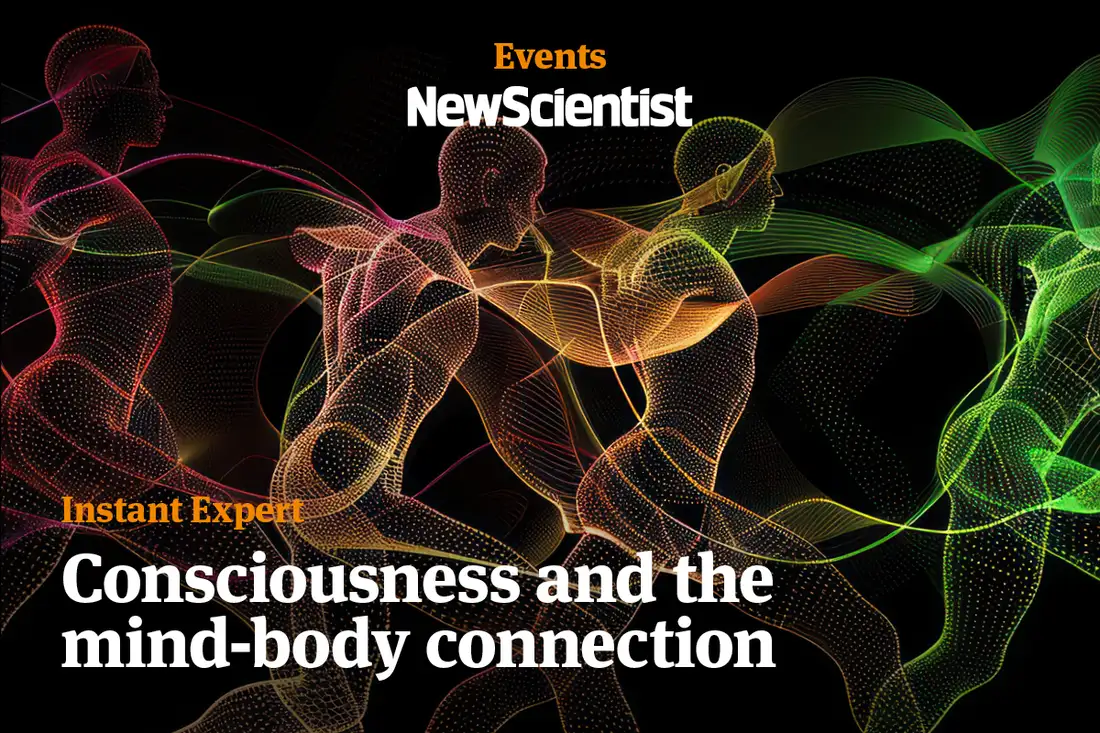 Events
NewScientist
Instant Expert
Consciousness and the
mind-body connection